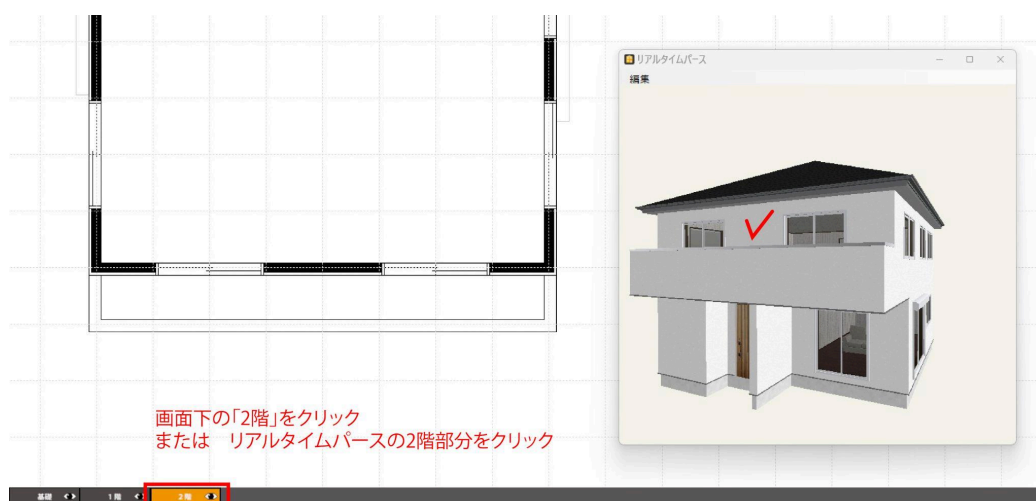 リアルタイムパース
編集
画面下の「2階」をクリック
または　リアルタイムパースの2階部分をクリック
基礎
1階
2階